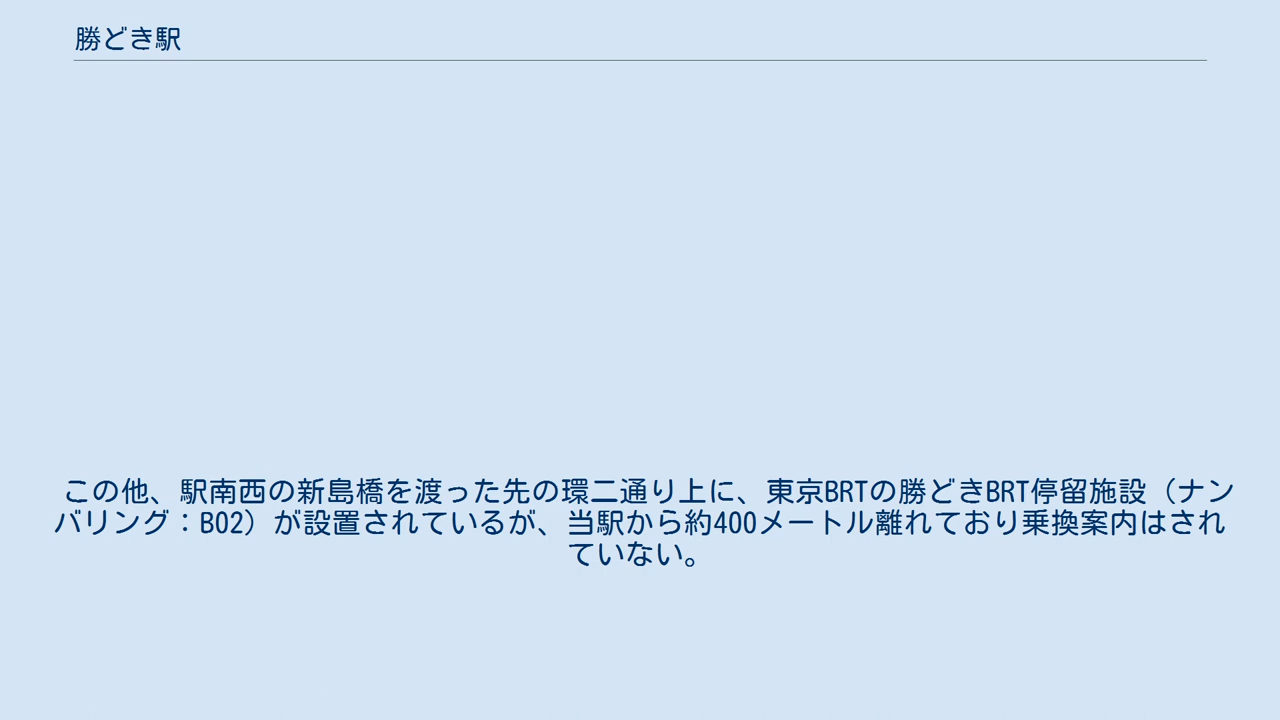 勝どき駅
この他、駅南西の新島橋を渡った先の環二通り上に、東京BRTの勝どきBRT停留施設（ナン
バリング：B02）が設置されているが、当駅から約400メートル離れており乗換案内はされ
ていない。